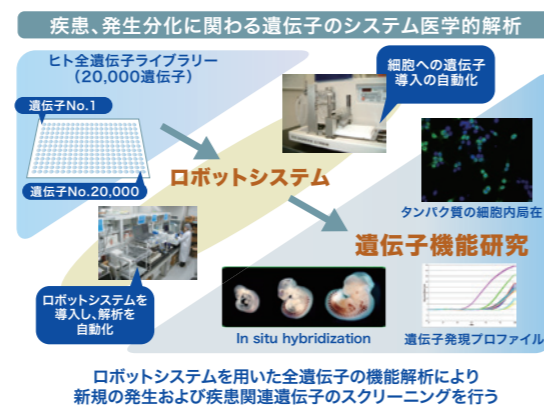 疾患、発生分化に関わる遺伝子のシステム医学的解析
ヒト全遺伝子ライブラリー
（20,000遺伝子）
遺伝子No.1
遺伝子No.20,000
細胞への遺伝子
導入の自動化
ロボットシステム
ロボットシステムを
導入し、解析を
自動化
タンパク質の細胞内局在
遺伝子機能研究
In situ hybridization
遺伝子発現プロファイル
ロボットシステムを用いた全遺伝子の機能解析により
新規の発生および疾患関連遺伝子のスクリーニングを行う